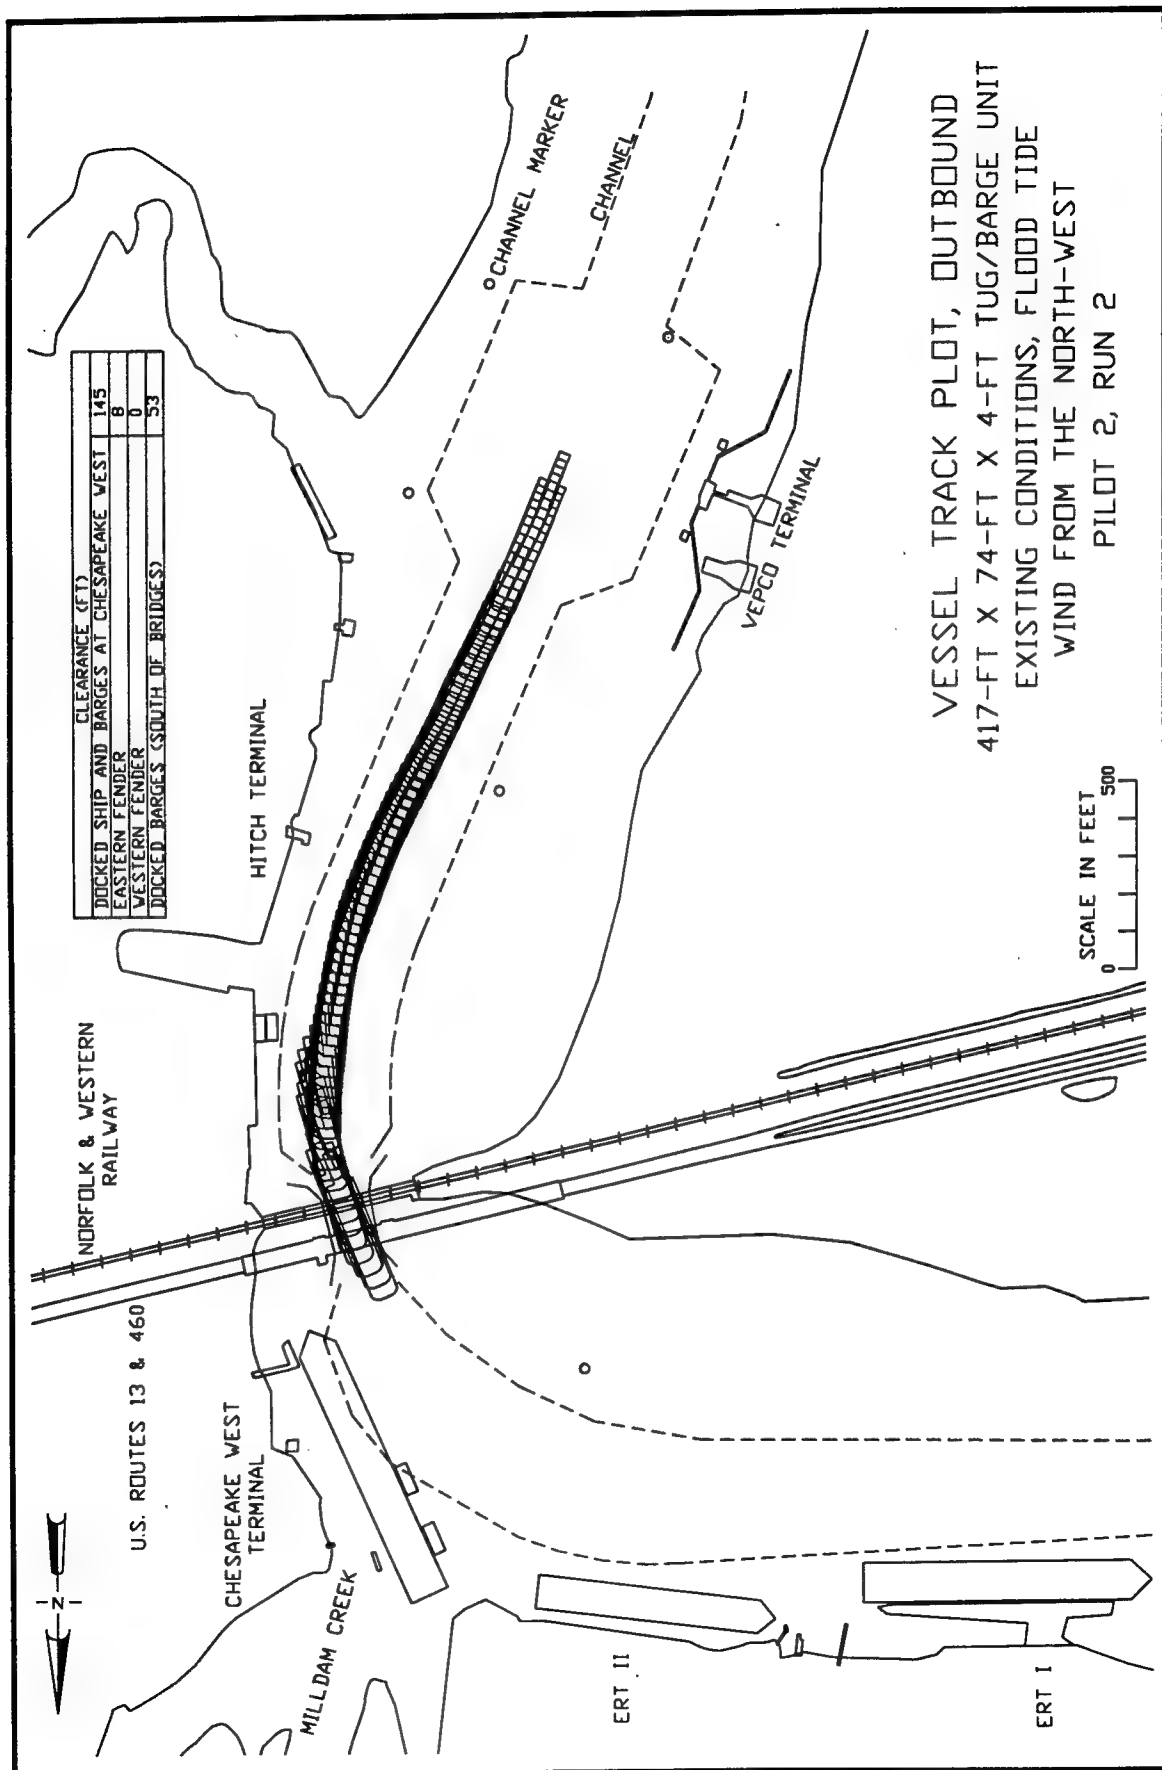 CLEARANCE (FT)
DOCKED SHIP AND BARGES AT CHESAPEAKE WEST 145
EASTERN FENDER 8
WESTERN FENDER 0
DOCKED BARGES (SOUTH OF BRIDGES) 53
N
U.S. ROUTES 13 & 460
NORFOLK & WESTERN
RAILWAY
HITCH TERMINAL
CHANNEL MARKER
CHANNEL
CHESAPEAKE WEST
TERMINAL
MILLDAM CREEK
VEPCO TERMINAL
ERT II
ERT I
SCALE IN FEET
0 500
VESSEL TRACK PLOT, OUTBOUND
417-FT X 74-FT X 4-FT TUG/BARGE UNIT
EXISTING CONDITIONS, FLOOD TIDE
WIND FROM THE NORTH-WEST
PILOT 2, RUN 2